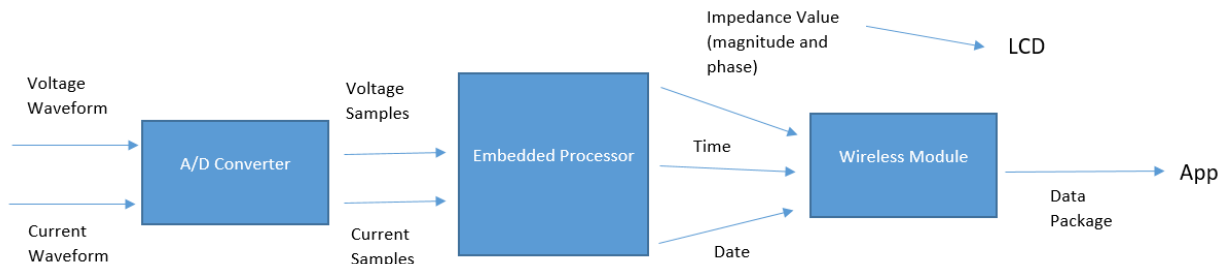 Voltage
Waveform
Current
Waveform
A/D Converter
Voltage
Samples
Current
Samples
Embedded Processor
Impedance Value
(magnitude and
phase)
LCD
Time
Date
Wireless Module
Data
Package
App